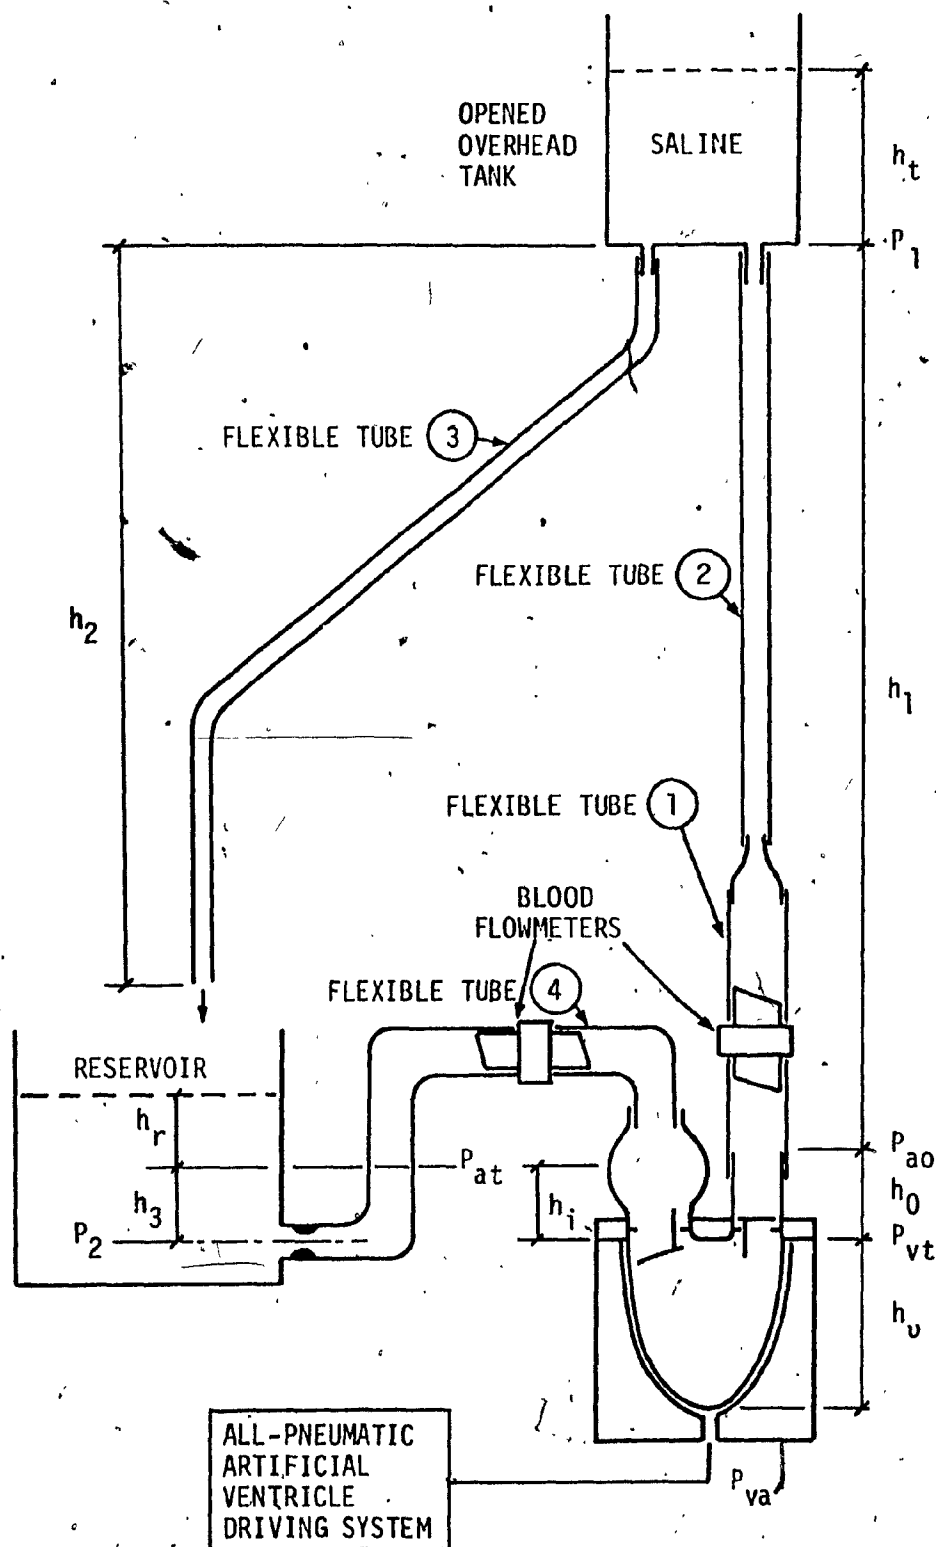 OPENED
OVERHEAD
TANK
SALINE
h_t
P_1
FLEXIBLE TUBE 3
FLEXIBLE TUBE 2
h_2
h_1
FLEXIBLE TUBE 1
BLOOD
FLOWMETERS
FLEXIBLE TUBE 4
RESERVOIR
h_r
P_at
P_ao
h_3
h_i
h_0
P_2
P_vt
h_υ
ALL-PNEUMATIC
ARTIFICIAL
VENTRICLE
DRIVING SYSTEM
P_va